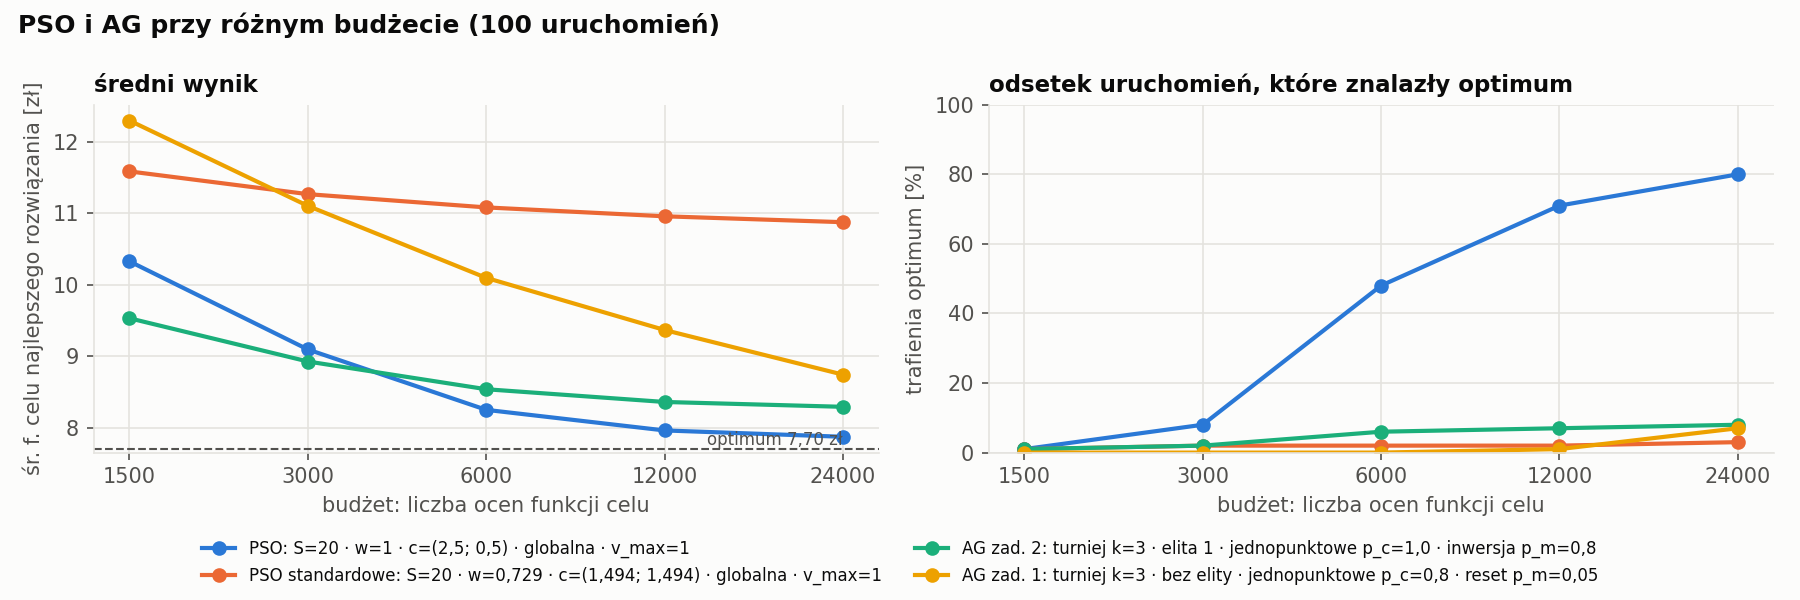 PSO i AG przy różnym budżecie (100 uruchomień)
średni wynik
śr. f. celu najlepszego rozwiązania [zł]
12
11
10
9
8
optimum 7,70 zł
1500 3000 6000 12000 24000
budżet: liczba ocen funkcji celu
odsetek uruchomień, które znalazły optimum
trafienia optimum [%]
100
80
60
40
20
0
1500 3000 6000 12000 24000
budżet: liczba ocen funkcji celu
PSO: S=20 · w=1 · c=(2,5; 0,5) · globalna · v_max=1
PSO standardowe: S=20 · w=0,729 · c=(1,494; 1,494) · globalna · v_max=1
AG zad. 2: turniej k=3 · elita 1 · jednopunktowe p_c=1,0 · inwersja p_m=0,8
AG zad. 1: turniej k=3 · bez elity · jednopunktowe p_c=0,8 · reset p_m=0,05